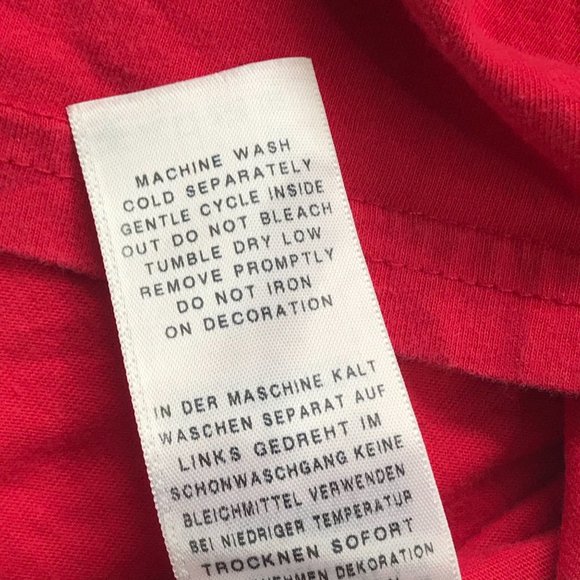 MACHINE WASH
COLD SEPARATELY
GENTLE CYCLE INSIDE
OUT DO NOT BLEACH
TUMBLE DRY LOW
REMOVE PROMPTLY
DO NOT IRON
ON DECORATION
IN DER MASCHINE KALT
WASCHEN SEPARAT AUF
LINKS GEDREHT IM
SCHONWASCHGANG KEINE
BLEICHMITTEL VERWENDEN
BEI NIEDRIGER TEMPERATUR
TROCKNEN SOFORT
DEKORATION